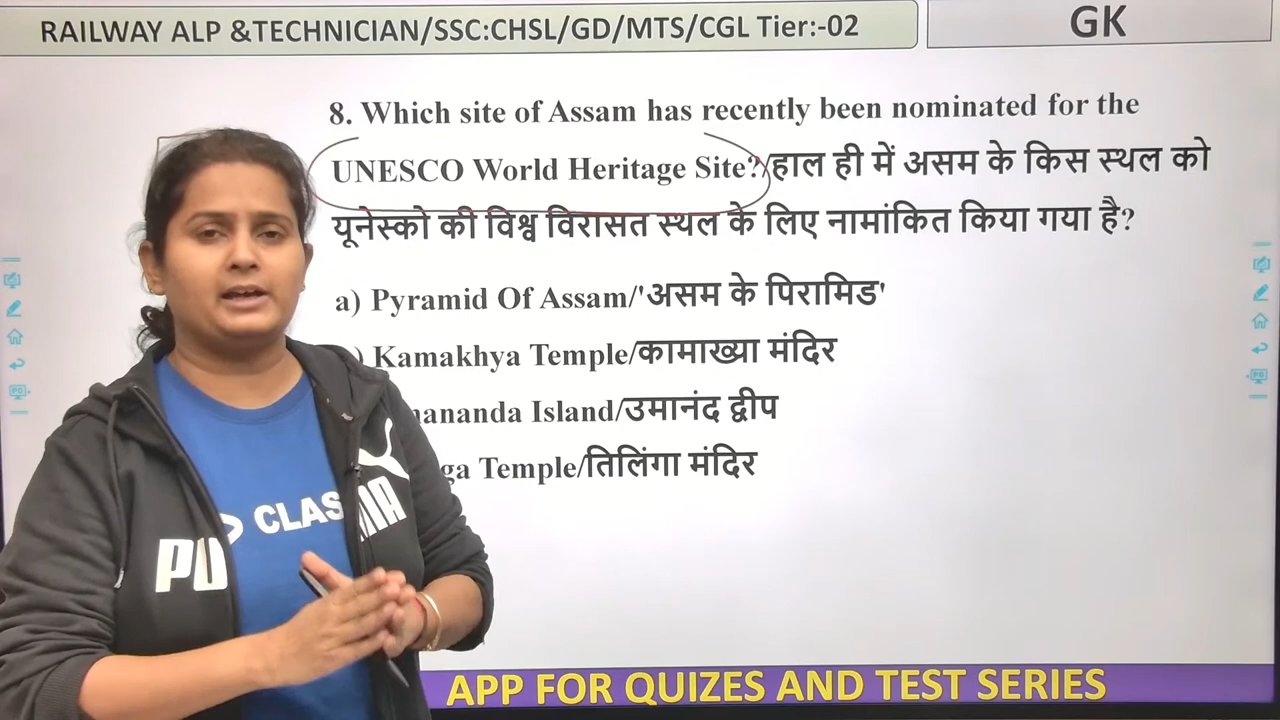 RAILWAY ALP &TECHNICIAN/SSC:CHSL/GD/MTS/CGL Tier:-02
GK
8. Which site of Assam has recently been nominated for the
UNESCO World Heritage Site?/हाल ही में असम के किस स्थल को
यूनेस्को की विश्व विरासत स्थल के लिए नामांकित किया गया है?
a) Pyramid Of Assam/'असम के पिरामिड'
) Kamakhya Temple/कामाख्या मंदिर
Island/उमानंद द्वीप
Temple/तिलिंगा मंदिर
APP FOR QUIZES AND TEST SERIES